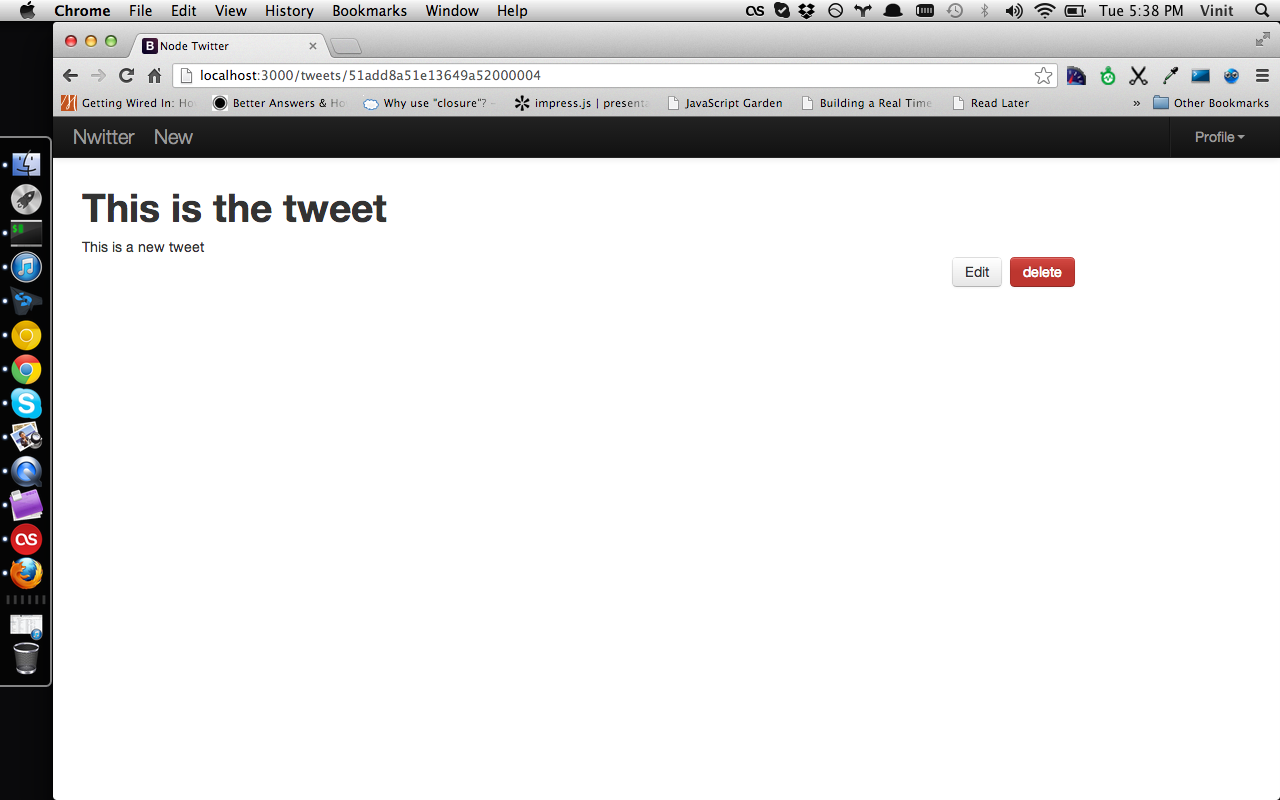 Chrome File Edit View History Bookmarks Window Help Tue 5:38 PM Vinit
Node Twitter
localhost:3000/tweets/51add8a51e13649a52000004
Getting Wired In: Ho Better Answers & Ho Why use "closure"? – impress.js | presenta JavaScript Garden Building a Real Time Read Later » Other Bookmarks
Nwitter New Profile
This is the tweet
This is a new tweet
Edit delete